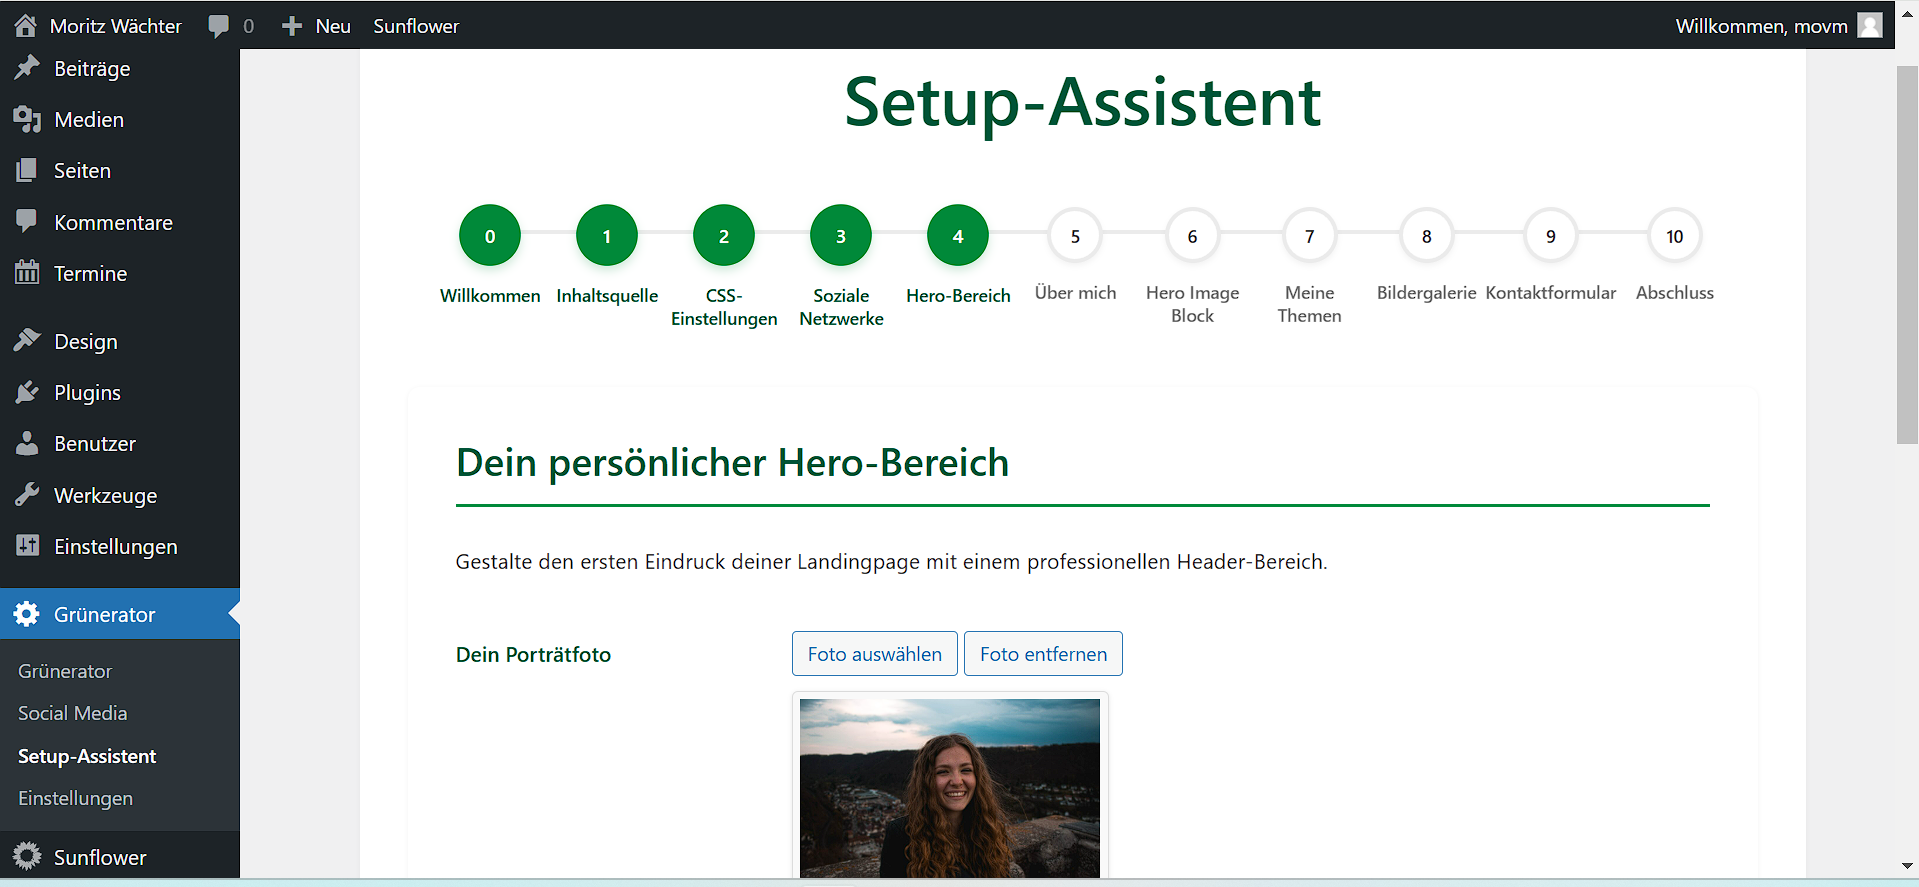 Moritz Wächter
0
Neu
Sunflower
Willkommen, movm
Beiträge
Medien
Seiten
Kommentare
Termine
Design
Plugins
Benutzer
Werkzeuge
Einstellungen
Grünerator
Grünerator
Social Media
Setup-Assistent
Einstellungen
Sunflower
Setup-Assistent
0
Willkommen
1
Inhaltsquelle
2
CSS-
Einstellungen
3
Soziale
Netzwerke
4
Hero-Bereich
5
Über mich
6
Hero Image
Block
7
Meine
Themen
8
Bildergalerie
9
Kontaktformular
10
Abschluss
Dein persönlicher Hero-Bereich
Gestalte den ersten Eindruck deiner Landingpage mit einem professionellen Header-Bereich.
Dein Porträtfoto
Foto auswählen
Foto entfernen